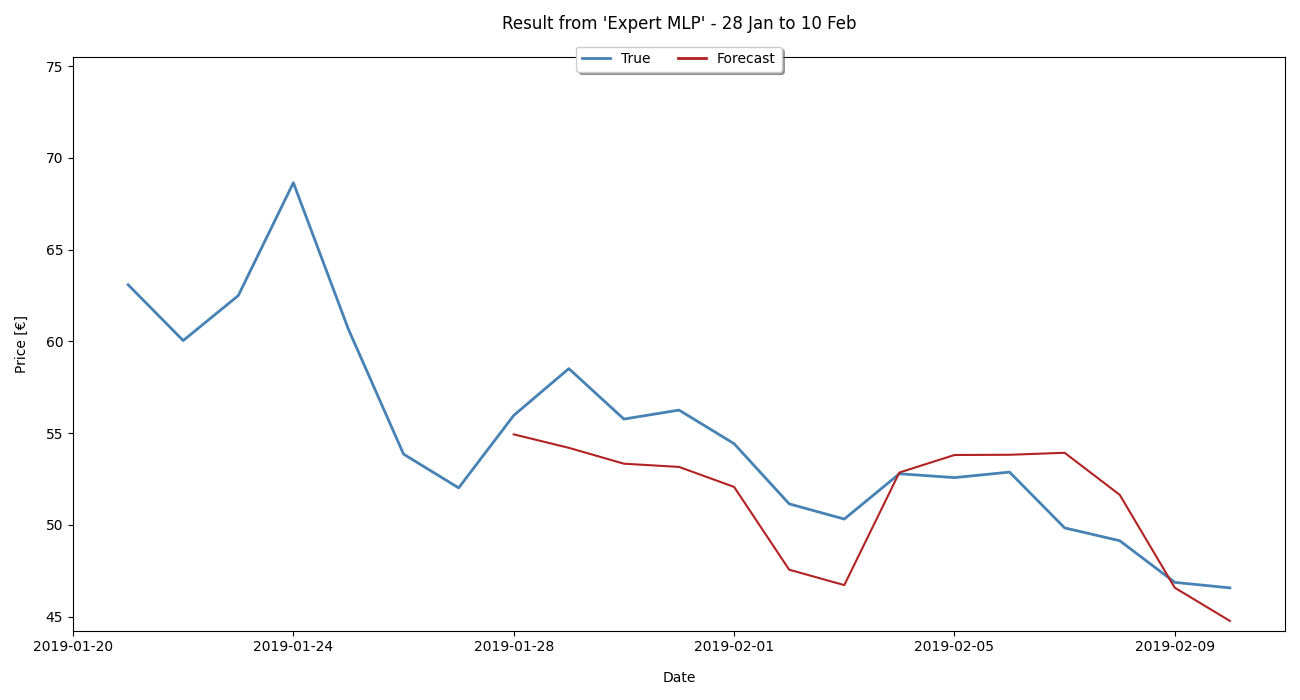 Result from 'Expert MLP' - 28 Jan to 10 Feb
True Forecast
75
70
65
60
55
50
45
Price [€]
2019-01-20 2019-01-24 2019-01-28 2019-02-01 2019-02-05 2019-02-09
Date